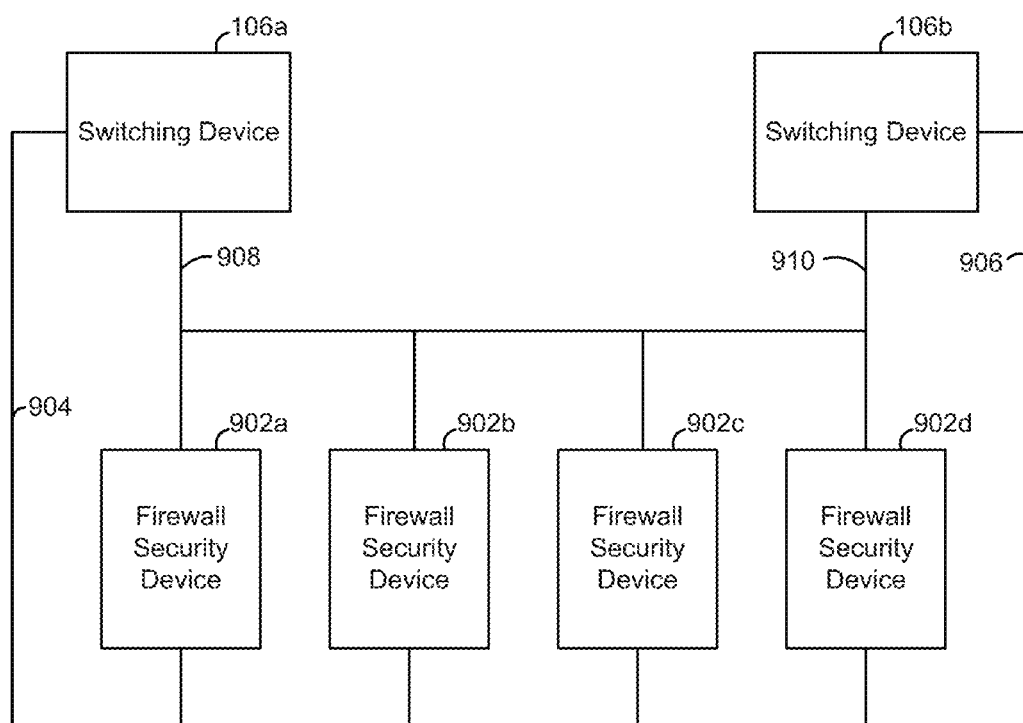 106a
106b
Switching Device
Switching Device
908
910
906
904
902a
902b
902c
902d
Firewall
Security
Device
Firewall
Security
Device
Firewall
Security
Device
Firewall
Security
Device